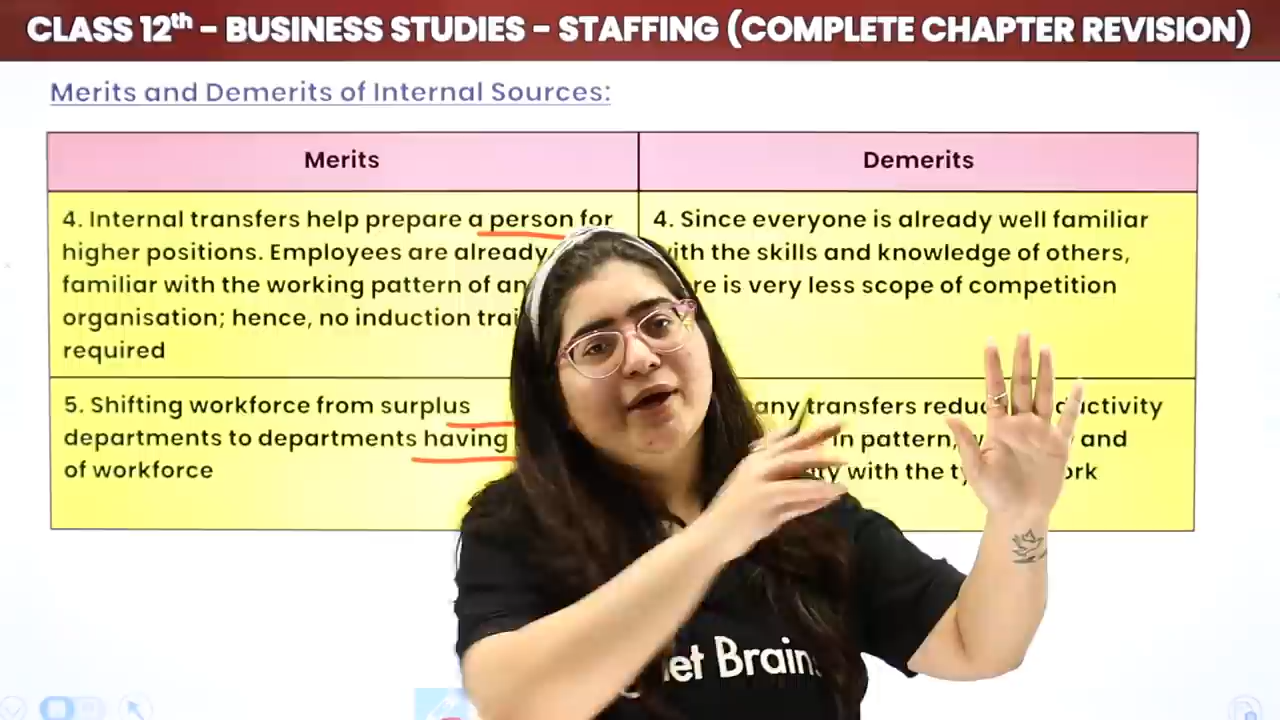 CLASS 12th - BUSINESS STUDIES - STAFFING (COMPLETE CHAPTER REVISION)
Merits and Demerits of Internal Sources:
Merits
Demerits
4. Internal transfers help prepare a person for
higher positions. Employees are already
familiar with the working pattern of an
organisation; hence, no induction
required
4. Since everyone is already well familiar
with the skills and knowledge of others,
is very less scope of competition
5. Shifting workforce from surplus
departments to departments having
of workforce
transfers
in pattern, and
with the
Brain